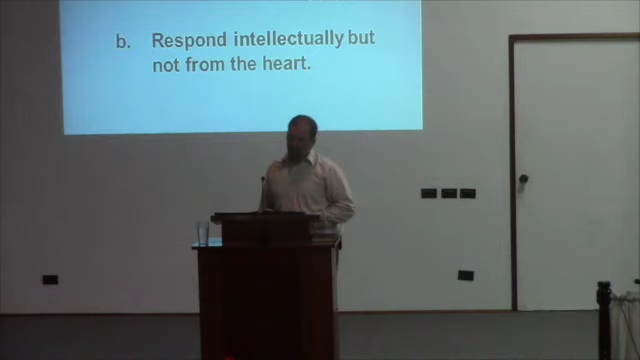 b. Respond intellectually but
not from the heart.